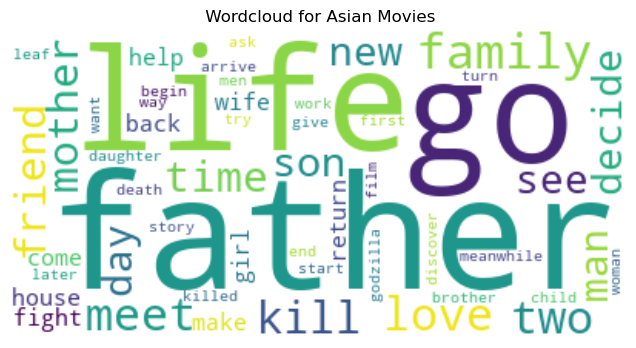 Wordcloud for Asian Movies
leaf
mother
help
ask
arrive
men
new
family
turn
decide
life
go
begin
way
want
back
wife
work
try
give
first
friend
daughter
time
son
see
death
father
film
return
day
story
girl
end
start
godzilla
discover
meanwhile
man
woman
come
later
house
killed
brother
child
fight
meet
make
kill
love
two